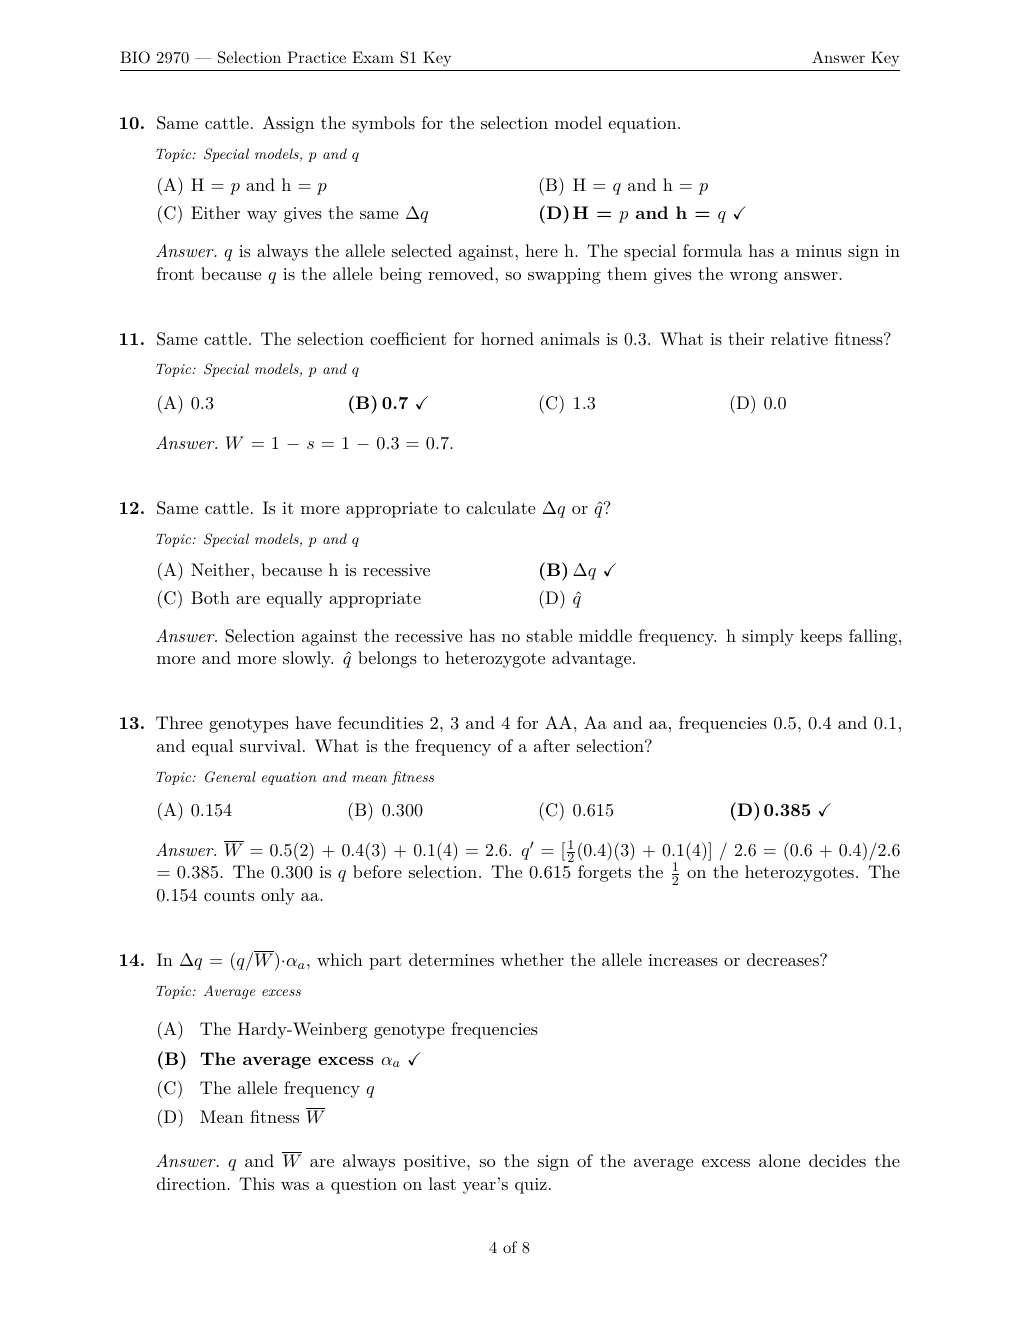 BIO 2970 — Selection Practice Exam S1 Key Answer Key
10. Same cattle. Assign the symbols for the selection model equation.
Topic: Special models, p and q
(A) H = p and h = p (B) H = q and h = p
(C) Either way gives the same Δq (D) H = p and h = q ✓
Answer. q is always the allele selected against, here h. The special formula has a minus sign in
front because q is the allele being removed, so swapping them gives the wrong answer.
11. Same cattle. The selection coefficient for horned animals is 0.3. What is their relative fitness?
Topic: Special models, p and q
(A) 0.3 (B) 0.7 ✓ (C) 1.3 (D) 0.0
Answer. W = 1 − s = 1 − 0.3 = 0.7.
12. Same cattle. Is it more appropriate to calculate Δq or q̂?
Topic: Special models, p and q
(A) Neither, because h is recessive (B) Δq ✓
(C) Both are equally appropriate (D) q̂
Answer. Selection against the recessive has no stable middle frequency. h simply keeps falling,
more and more slowly. q̂ belongs to heterozygote advantage.
13. Three genotypes have fecundities 2, 3 and 4 for AA, Aa and aa, frequencies 0.5, 0.4 and 0.1,
and equal survival. What is the frequency of a after selection?
Topic: General equation and mean fitness
(A) 0.154 (B) 0.300 (C) 0.615 (D) 0.385 ✓
Answer. W̅ = 0.5(2) + 0.4(3) + 0.1(4) = 2.6. q′ = [½(0.4)(3) + 0.1(4)] / 2.6 = (0.6 + 0.4)/2.6
= 0.385. The 0.300 is q before selection. The 0.615 forgets the ½ on the heterozygotes. The
0.154 counts only aa.
14. In Δq = (q/W̅)·αₐ, which part determines whether the allele increases or decreases?
Topic: Average excess
(A) The Hardy-Weinberg genotype frequencies
(B) The average excess αₐ ✓
(C) The allele frequency q
(D) Mean fitness W̅
Answer. q and W̅ are always positive, so the sign of the average excess alone decides the
direction. This was a question on last year's quiz.
4 of 8